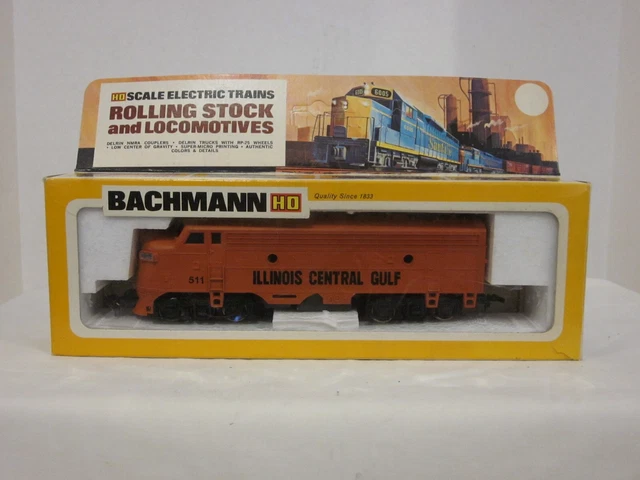 HO SCALE ELECTRIC TRAINS
ROLLING STOCK
and LOCOMOTIVES
DELRIN NMRA COUPLERS • DELRIN TRUCKS WITH RP-25 WHEELS
• LOW CENTER OF GRAVITY • SUPER-MICRO PRINTING • AUTHENTIC
COLORS & DETAILS
6005
BACHMANN HO
Quality Since 1833
511
ILLINOIS CENTRAL GULF